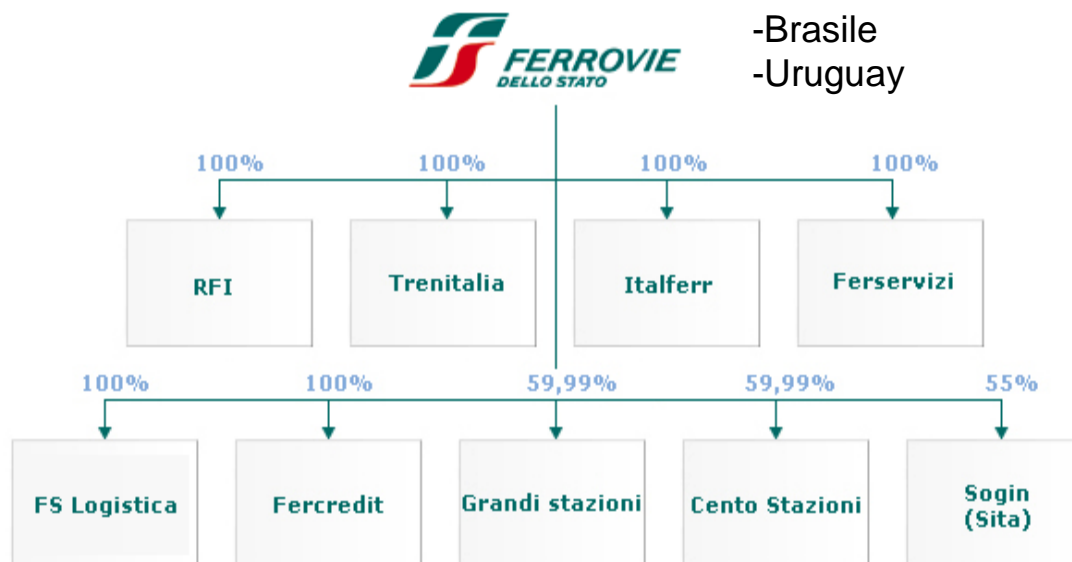 FERROVIE
DELLO STATO
-Brasile
-Uruguay
100% 100% 100% 100%
RFI Trenitalia Italferr Ferservizi
100% 100% 59,99% 59,99% 55%
FS Logistica Fercredit Grandi stazioni Cento Stazioni Sogin
(Sita)